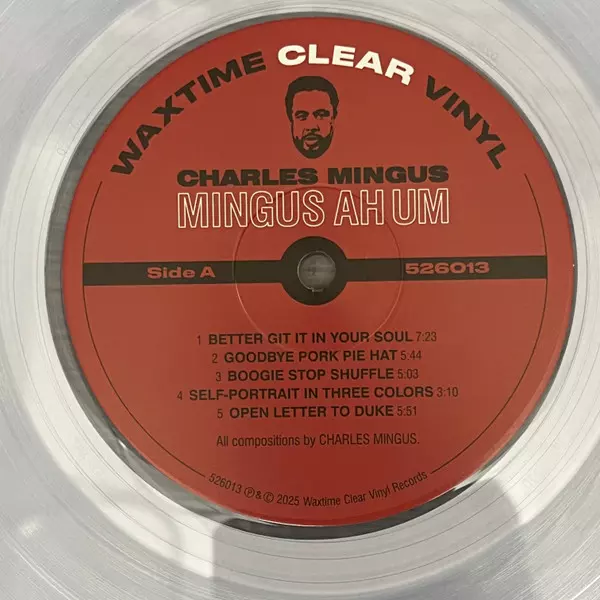 WAXTIME CLEAR VINYL
CHARLES MINGUS
MINGUS AH UM
Side A 526013
1 BETTER GIT IT IN YOUR SOUL 7:23
2 GOODBYE PORK PIE HAT 5:44
3 BOOGIE STOP SHUFFLE 5:03
4 SELF-PORTRAIT IN THREE COLORS 3:10
5 OPEN LETTER TO DUKE 5:51
All compositions by CHARLES MINGUS.
526013 ℗ & © 2025 Waxtime Clear Vinyl Records